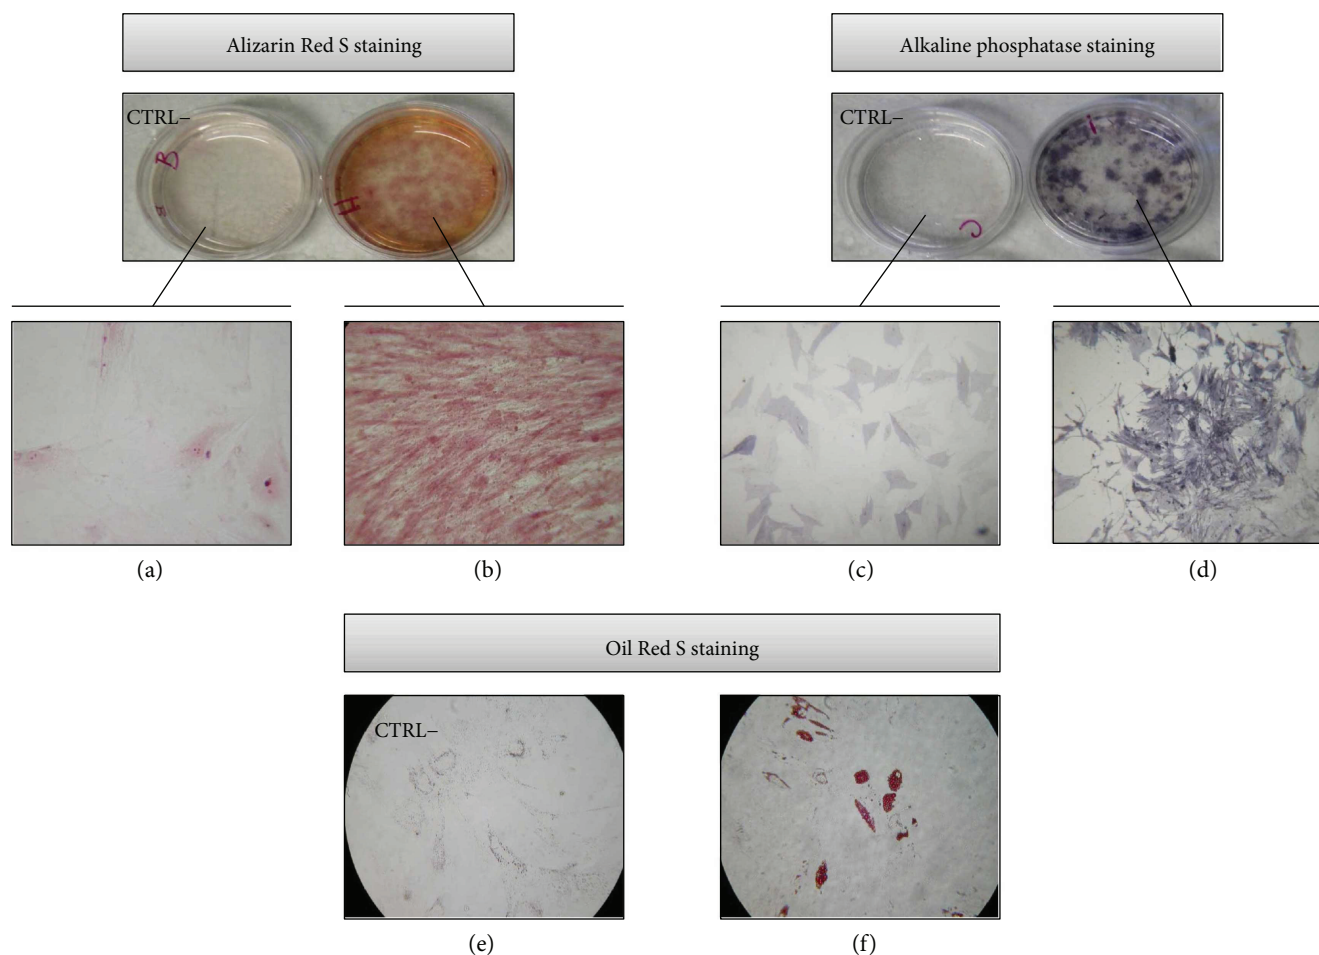 Alizarin Red S staining
Alkaline phosphatase staining
CTRL−
B
H
CTRL−
C
(a)
(b)
(c)
(d)
Oil Red S staining
CTRL−
(e)
(f)